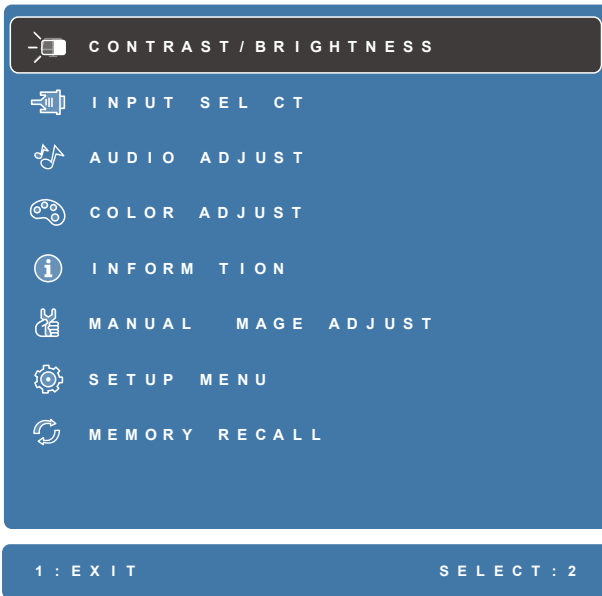 CONTRAST/BRIGHTNESS
INPUT SEL CT
AUDIO ADJUST
COLOR ADJUST
INFORM TION
MANUAL MAGE ADJUST
SETUP MENU
MEMORY RECALL
1:EXIT SELECT:2